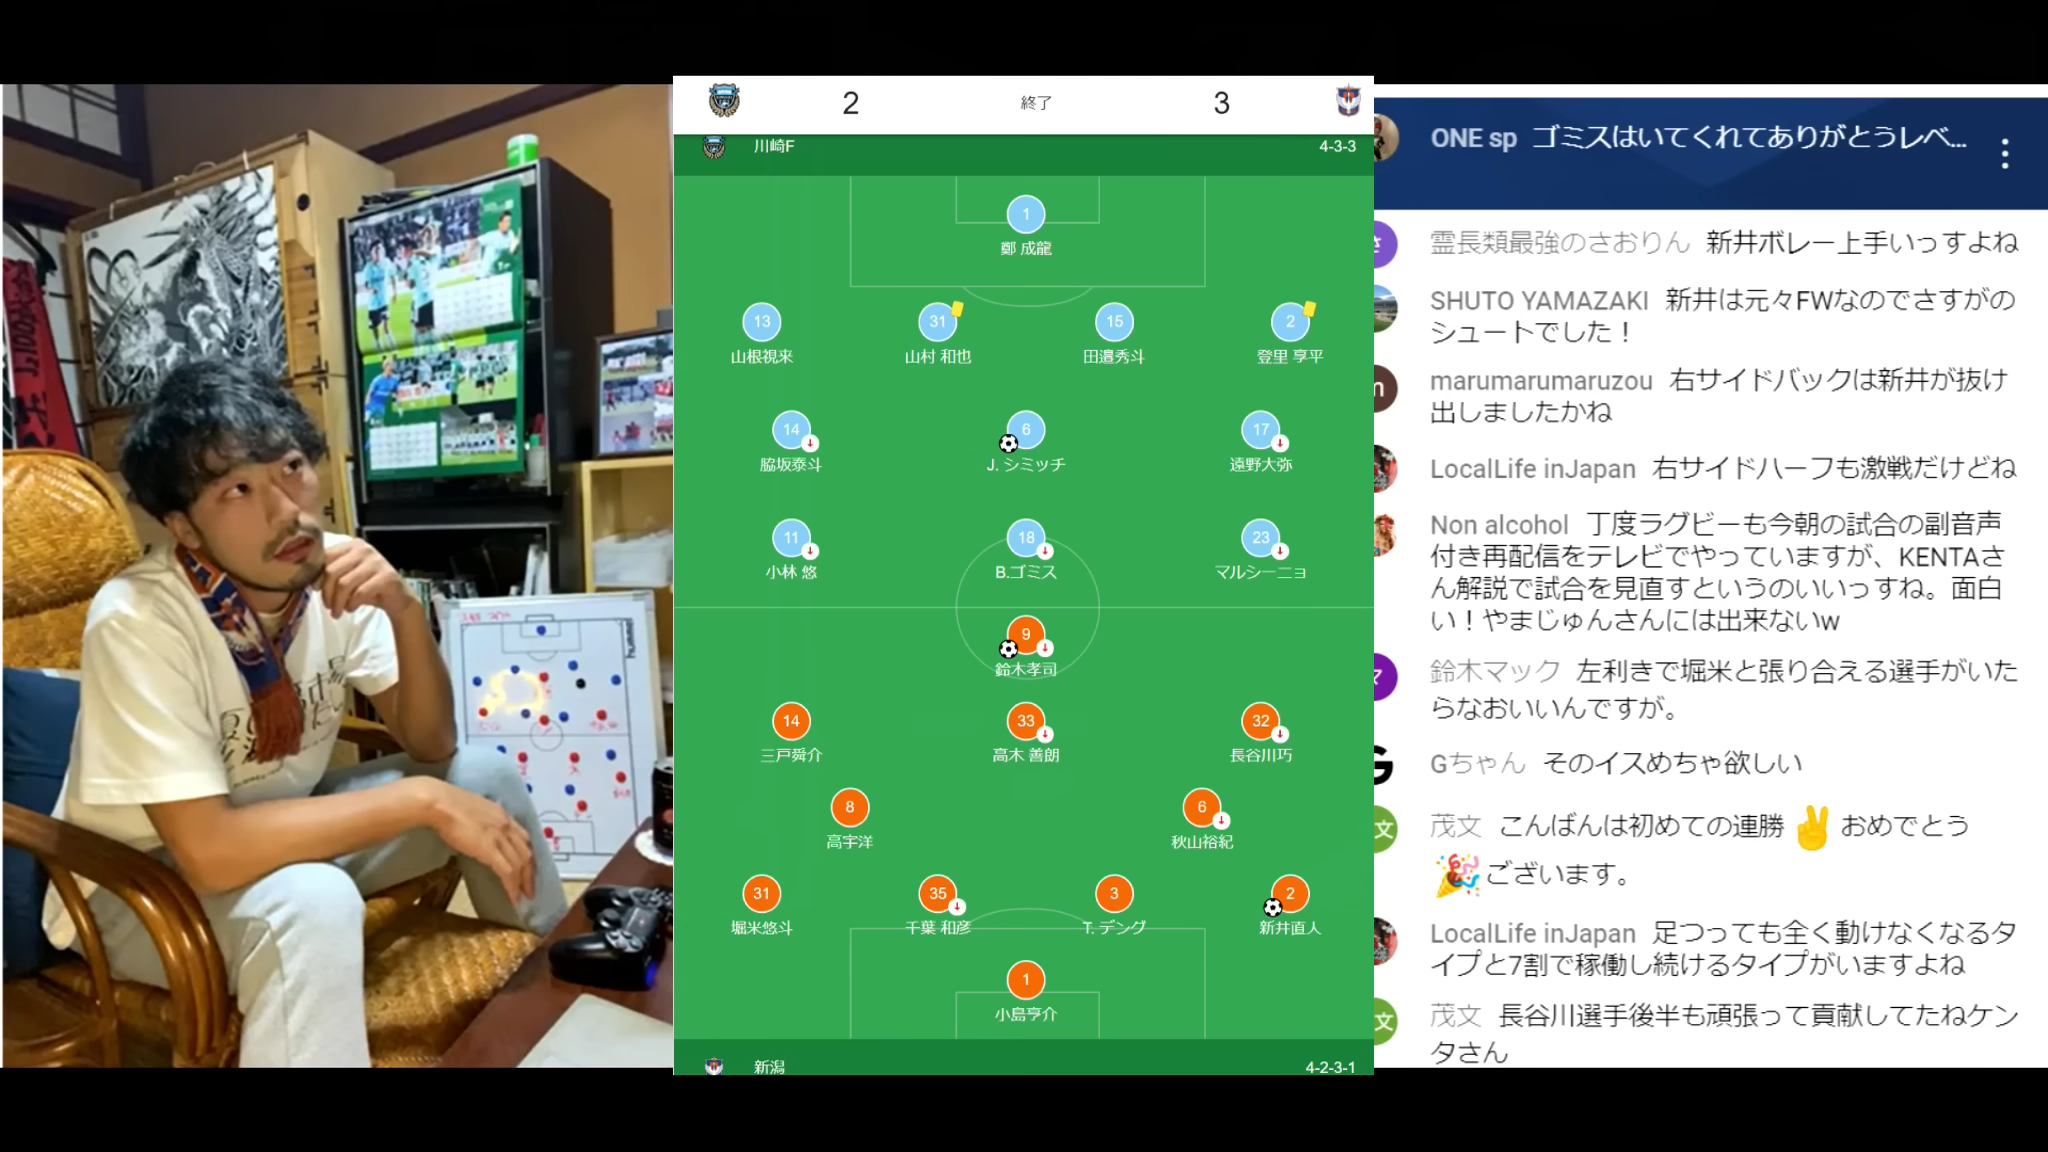 2
終了
3
川崎F
4-3-3
1
鄭 成龍
13
31
15
2
山根視来
山村 和也
田邉秀斗
登里 享平
14
6
17
脇坂泰斗
J. シミッチ
遠野大弥
11
18
23
小林 悠
B.ゴミス
マルシーニョ
9
鈴木孝司
14
33
32
三戸舜介
高木 善朗
長谷川巧
8
6
高宇洋
秋山裕紀
31
35
3
2
堀米悠斗
千葉 和彦
T. デング
新井直人
1
小島亨介
新潟
4-2-3-1
ONE sp ゴミスはいてくれてありがとうレベ...
霊長類最強のさおりん 新井ボレー上手いっすよね
SHUTO YAMAZAKI 新井は元々FWなのでさすがの
シュートでした！
marumarumaruzou 右サイドバックは新井が抜け
出しましたかね
LocalLife inJapan 右サイドハーフも激戦だけどね
Non alcohol 丁度ラグビーも今朝の試合の副音声
付き再配信をテレビでやっていますが、KENTAさ
ん解説で試合を見直すというのいいっすね。面白
い！やまじゅんさんには出来ないw
鈴木マック 左利きで堀米と張り合える選手がいた
らなおいいんですが。
Gちゃん そのイスめちゃ欲しい
茂文 こんばんは初めての連勝✌おめでとう
🎉ございます。
LocalLife inJapan 足つっても全く動けなくなるタ
イプと7割で稼働し続けるタイプがいますよね
茂文 長谷川選手後半も頑張って貢献してたねケン
タさん